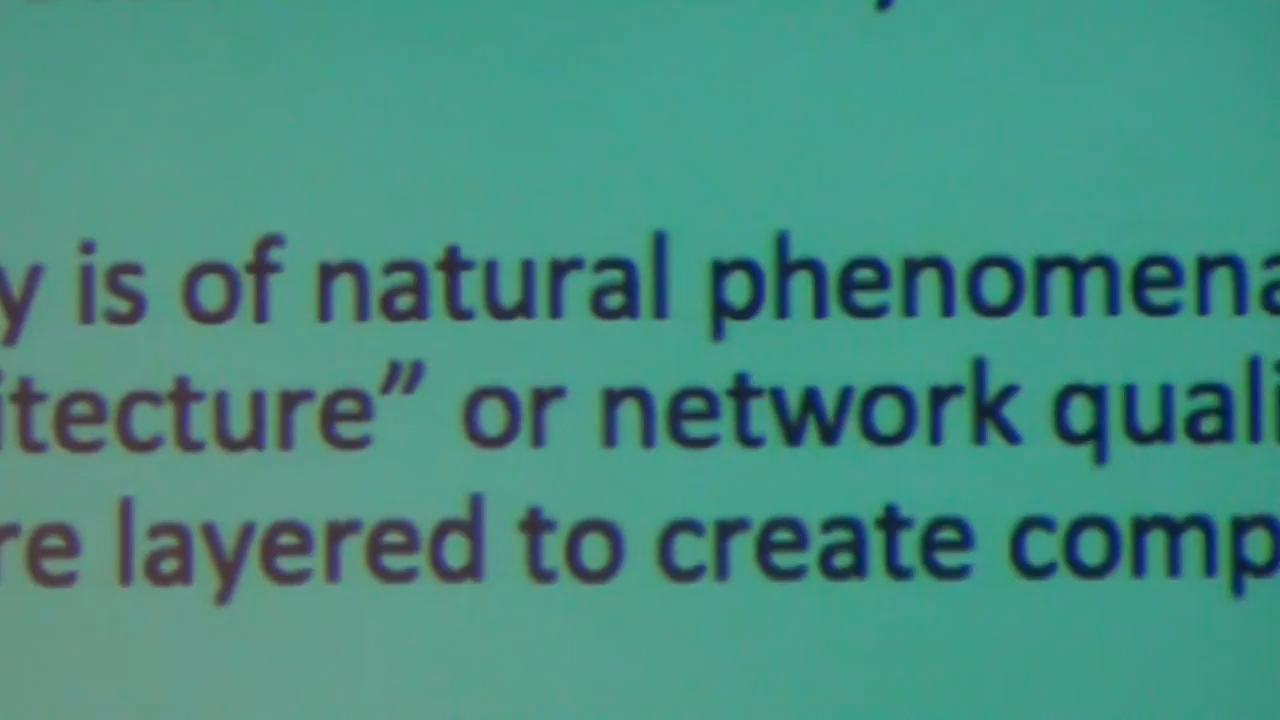 y is of natural phenomena
itecture” or network quali
re layered to create comp